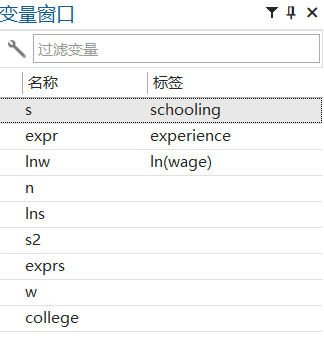 变量窗口
过滤变量
名称 标签
s schooling
expr experience
lnw ln(wage)
n
lns
s2
exprs
w
college